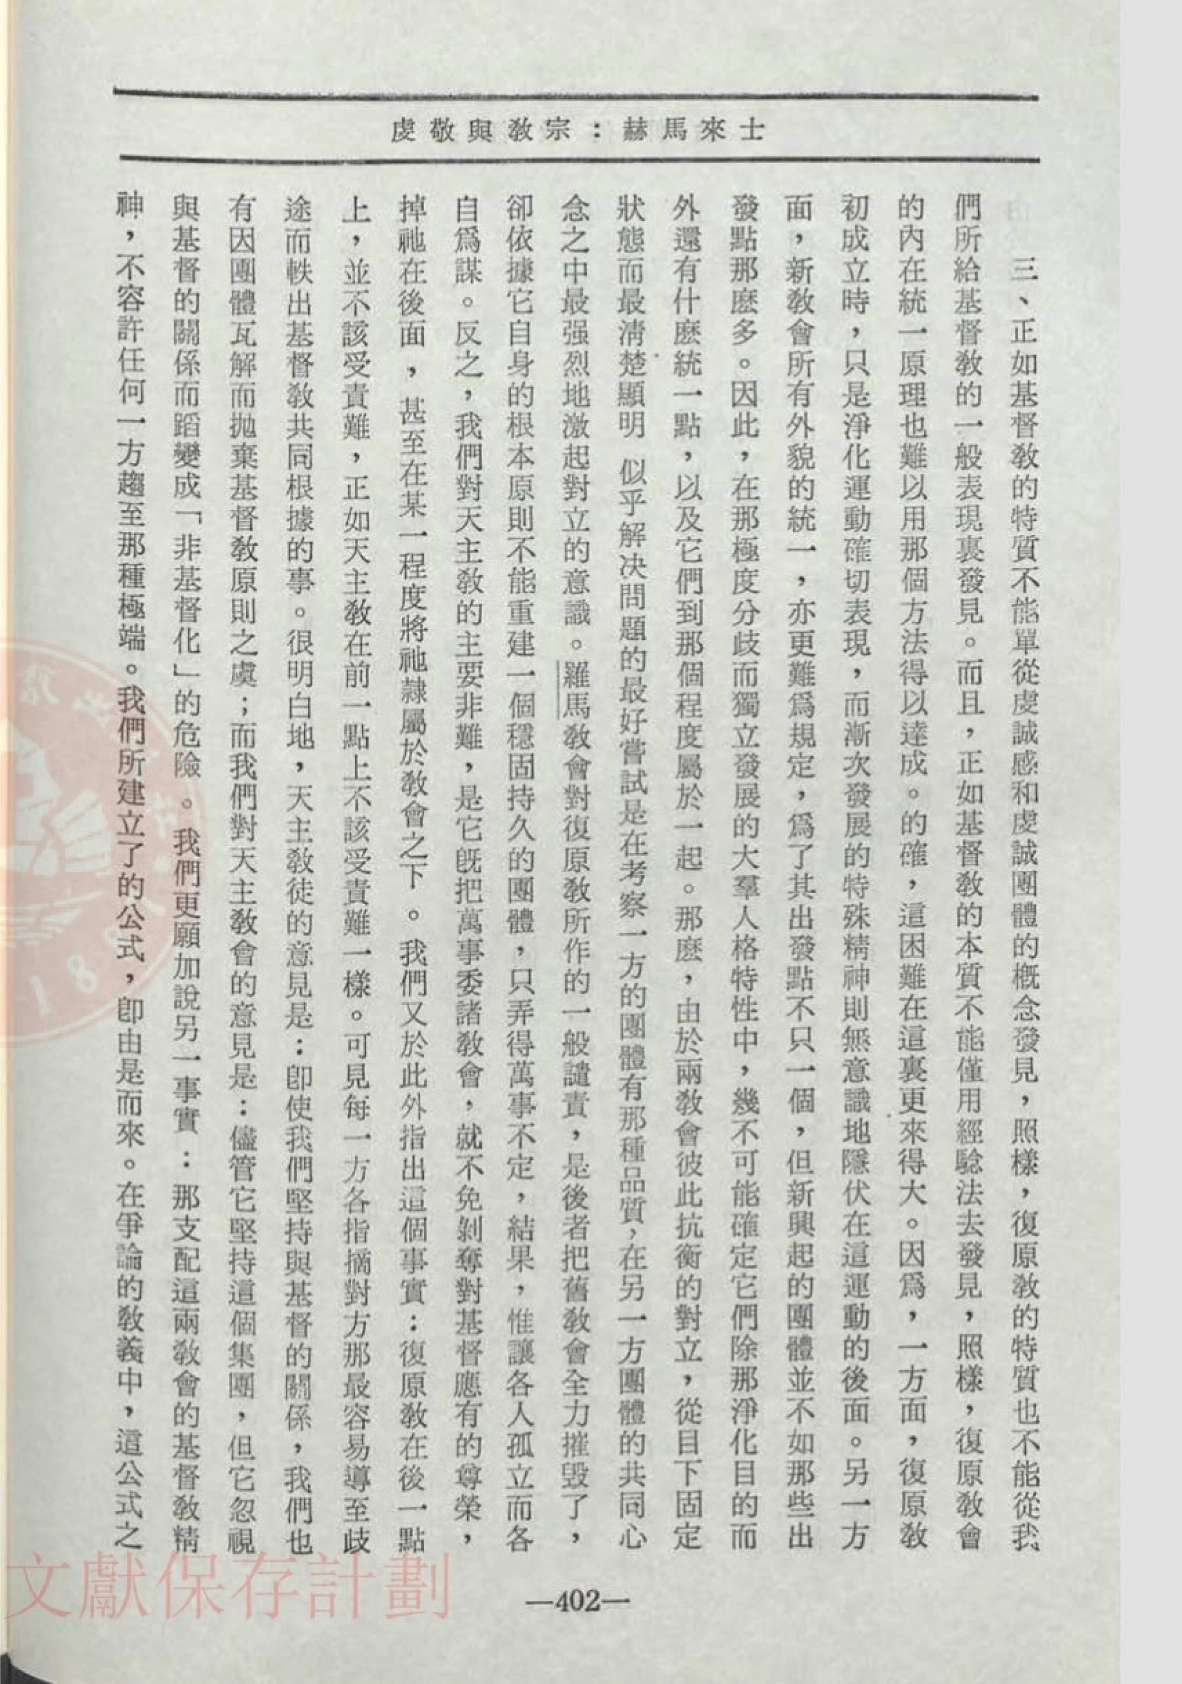 士來馬赫：宗教與敬虔
三、正如基督教的特質不能單從虔誠感和虔誠團體的概念發見，照樣，復原教的特質也不能從我
們所給基督教的一般表現裏發見。而且，正如基督教的本質不能僅用經驗法去發見，照樣，復原教會
的內在統一原理也難以用那個方法得以達成。的確，這困難在這裏更來得大。因爲，一方面，復原教
初成立時，只是淨化運動確切表現，而漸次發展的特殊精神則無意識地隱伏在這運動的後面。另一方
面，新教會所有外貌的統一，亦更難爲規定，爲了其出發點不只一個，但新興起的團體並不如那些出
發點那麽多。因此，在那極度分歧而獨立發展的大羣人格特性中，幾不可能確定它們除那淨化目的而
外還有什麽統一點，以及它們到那個程度屬於一起。那麽，由於兩教會彼此抗衡的對立，從目下固定
狀態而最清楚顯明 似乎解決問題的最好嘗試是在考察一方的團體有那種品質，在另一方團體的共同心
念之中最强烈地激起對立的意識。羅馬教會對復原教所作的一般譴責，是後者把舊教會全力摧毀了，
卻依據它自身的根本原則不能重建一個穩固持久的團體，只弄得萬事不定，結果，惟讓各人孤立而各
自爲謀。反之，我們對天主教的主要非難，是它旣把萬事委諸教會，就不免剝奪對基督應有的尊榮，
掉祂在後面，甚至在某一程度將祂隸屬於教會之下。我們又於此外指出這個事實：復原教在後一點
上，並不該受責難，正如天主教在前一點上不該受責難一樣。可見每一方各指摘對方那最容易導至歧
途而軼出基督教共同根據的事。很明白地，天主教徒的意見是：卽使我們堅持與基督的關係，我們也
有因團體瓦解而拋棄基督教原則之虞；而我們對天主教會的意見是：儘管它堅持這個集團，但它忽視
與基督的關係而蹈變成「非基督化」的危險。我們更願加說另一事實：那支配這兩教會的基督教精
神，不容許任何一方趨至那種極端。我們所建立了的公式，卽由是而來。在爭論的教義中，這公式之
—402—
文獻保存計劃